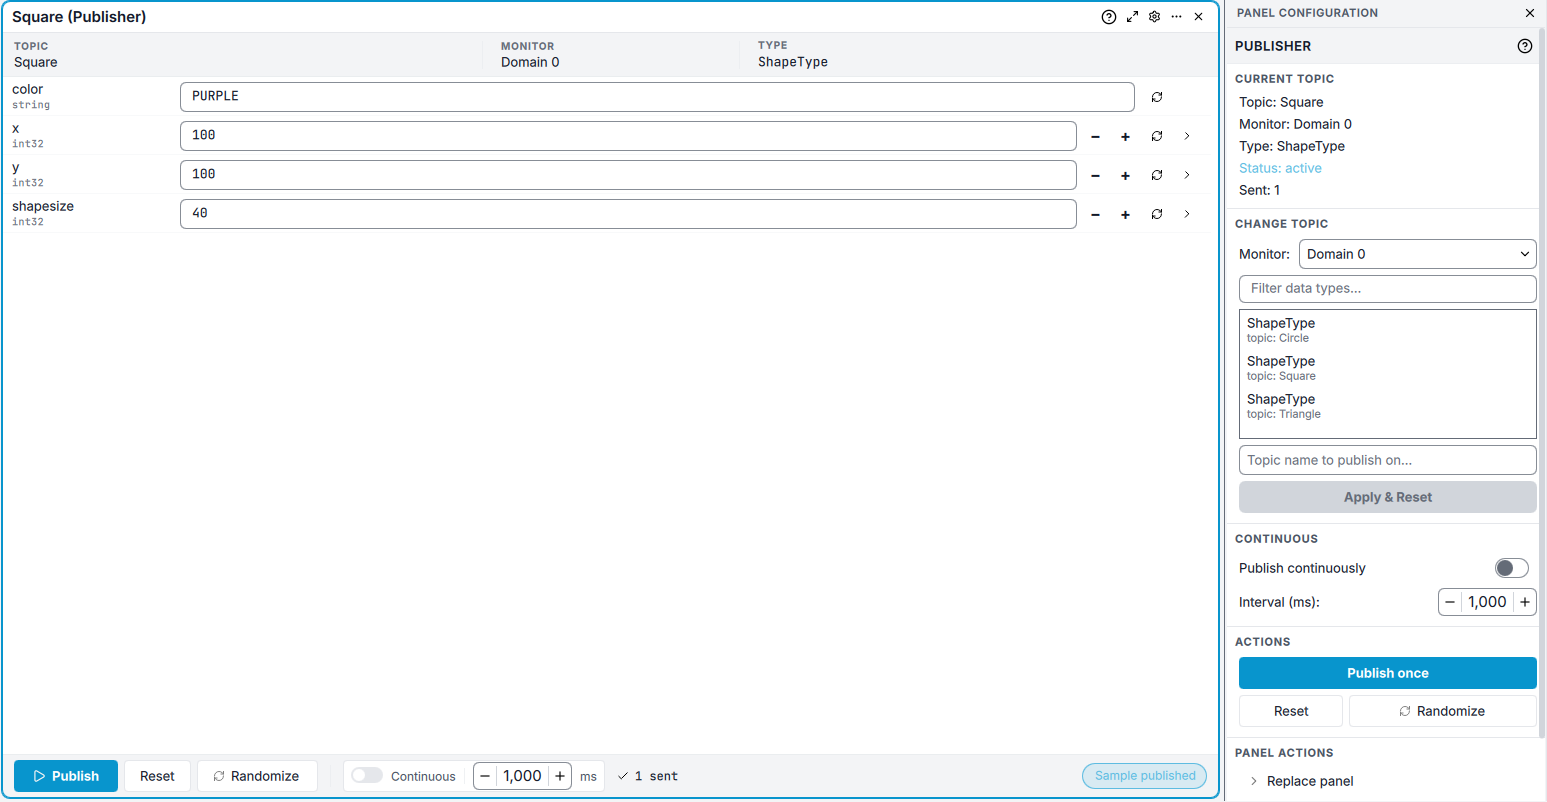 Square (Publisher)
TOPIC
Square
MONITOR
Domain 0
TYPE
ShapeType
color
string
PURPLE
x
int32
100
y
int32
100
shapesize
int32
40
Publish
Reset
Randomize
Continuous
1,000
ms
1 sent
Sample published
PANEL CONFIGURATION
PUBLISHER
CURRENT TOPIC
Topic: Square
Monitor: Domain 0
Type: ShapeType
Status: active
Sent: 1
CHANGE TOPIC
Monitor: Domain 0
Filter data types...
ShapeType
topic: Circle
ShapeType
topic: Square
ShapeType
topic: Triangle
Topic name to publish on...
Apply & Reset
CONTINUOUS
Publish continuously
Interval (ms): 1,000
ACTIONS
Publish once
Reset
Randomize
PANEL ACTIONS
Replace panel